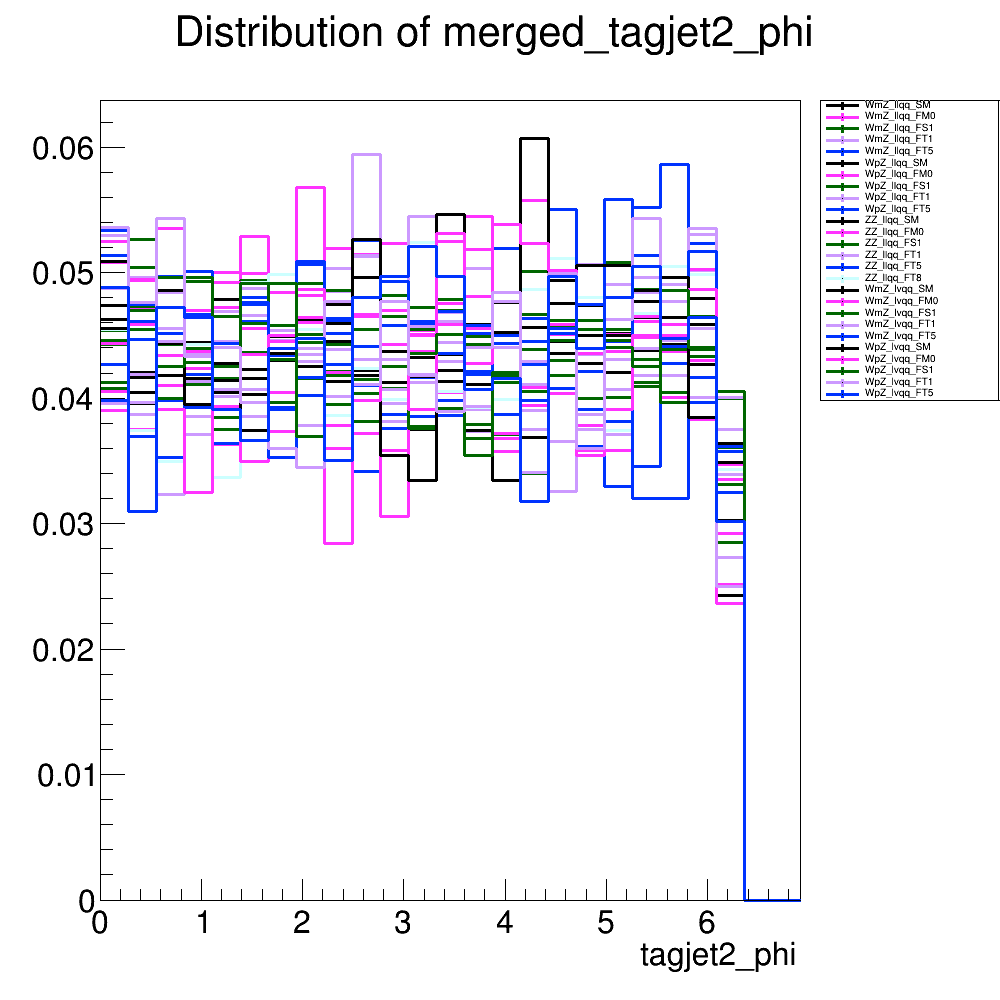 Distribution of merged_tagjet2_phi
WmZ_llqq_SM
WmZ_llqq_FM0
WmZ_llqq_FS1
WmZ_llqq_FT1
WmZ_llqq_FT5
WpZ_llqq_SM
WpZ_llqq_FM0
WpZ_llqq_FS1
WpZ_llqq_FT1
WpZ_llqq_FT5
ZZ_llqq_SM
ZZ_llqq_FM0
ZZ_llqq_FS1
ZZ_llqq_FT1
ZZ_llqq_FT5
ZZ_llqq_FT8
WmZ_lvqq_SM
WmZ_lvqq_FM0
WmZ_lvqq_FS1
WmZ_lvqq_FT1
WmZ_lvqq_FT5
WpZ_lvqq_SM
WpZ_lvqq_FM0
WpZ_lvqq_FS1
WpZ_lvqq_FT1
WpZ_lvqq_FT5
0.06
0.05
0.04
0.03
0.02
0.01
0
0 1 2 3 4 5 6
tagjet2_phi